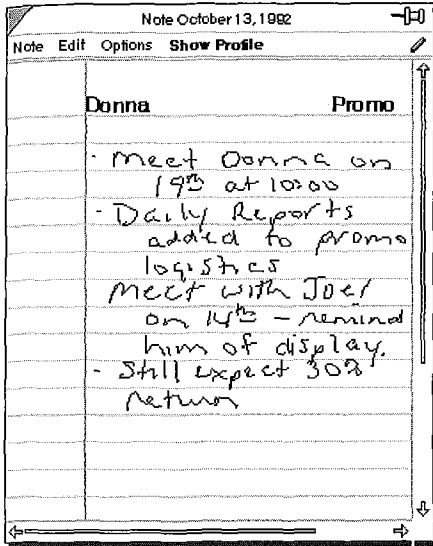 Note October 13, 1992
Note Edit Options Show Profile
Donna Promo
· Meet Donna on
19th at 10:00
- Daily Reports
added to promo
logistics
Meet with Joel
on 14th - remind
him of display.
- Still expect 30%
return